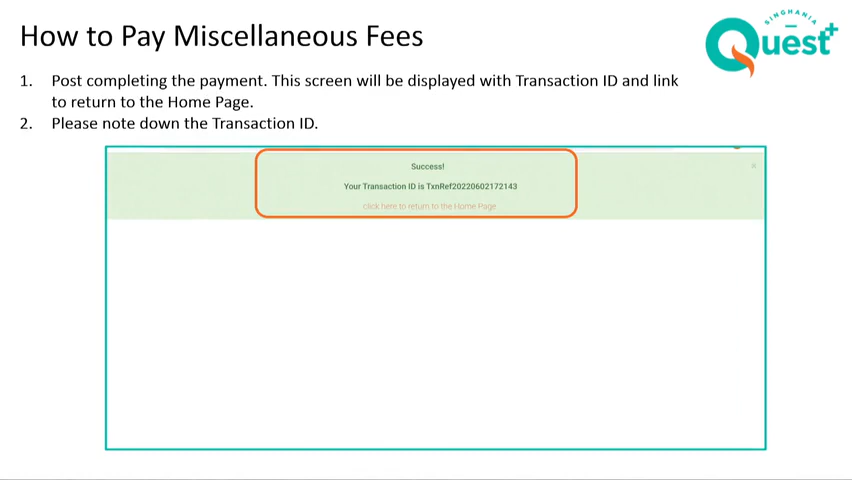 How to Pay Miscellaneous Fees
SINGHANIA
Quest+
1. Post completing the payment. This screen will be displayed with Transaction ID and link
to return to the Home Page.
2. Please note down the Transaction ID.
Success!
Your Transaction ID is TxnRef20220602172143
click here to return to the Home Page
×